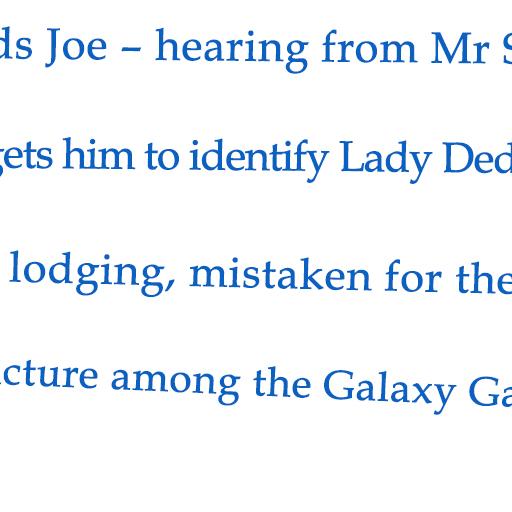 ds Joe – hearing from Mr S
gets him to identify Lady Ded
lodging, mistaken for the
icture among the Galaxy Ga